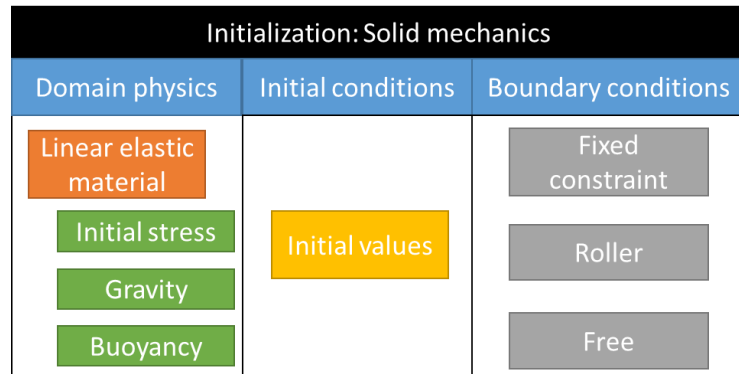 Initialization: Solid mechanics
Domain physics
Initial conditions
Boundary conditions
Linear elastic
material
Initial stress
Gravity
Buoyancy
Initial values
Fixed
constraint
Roller
Free